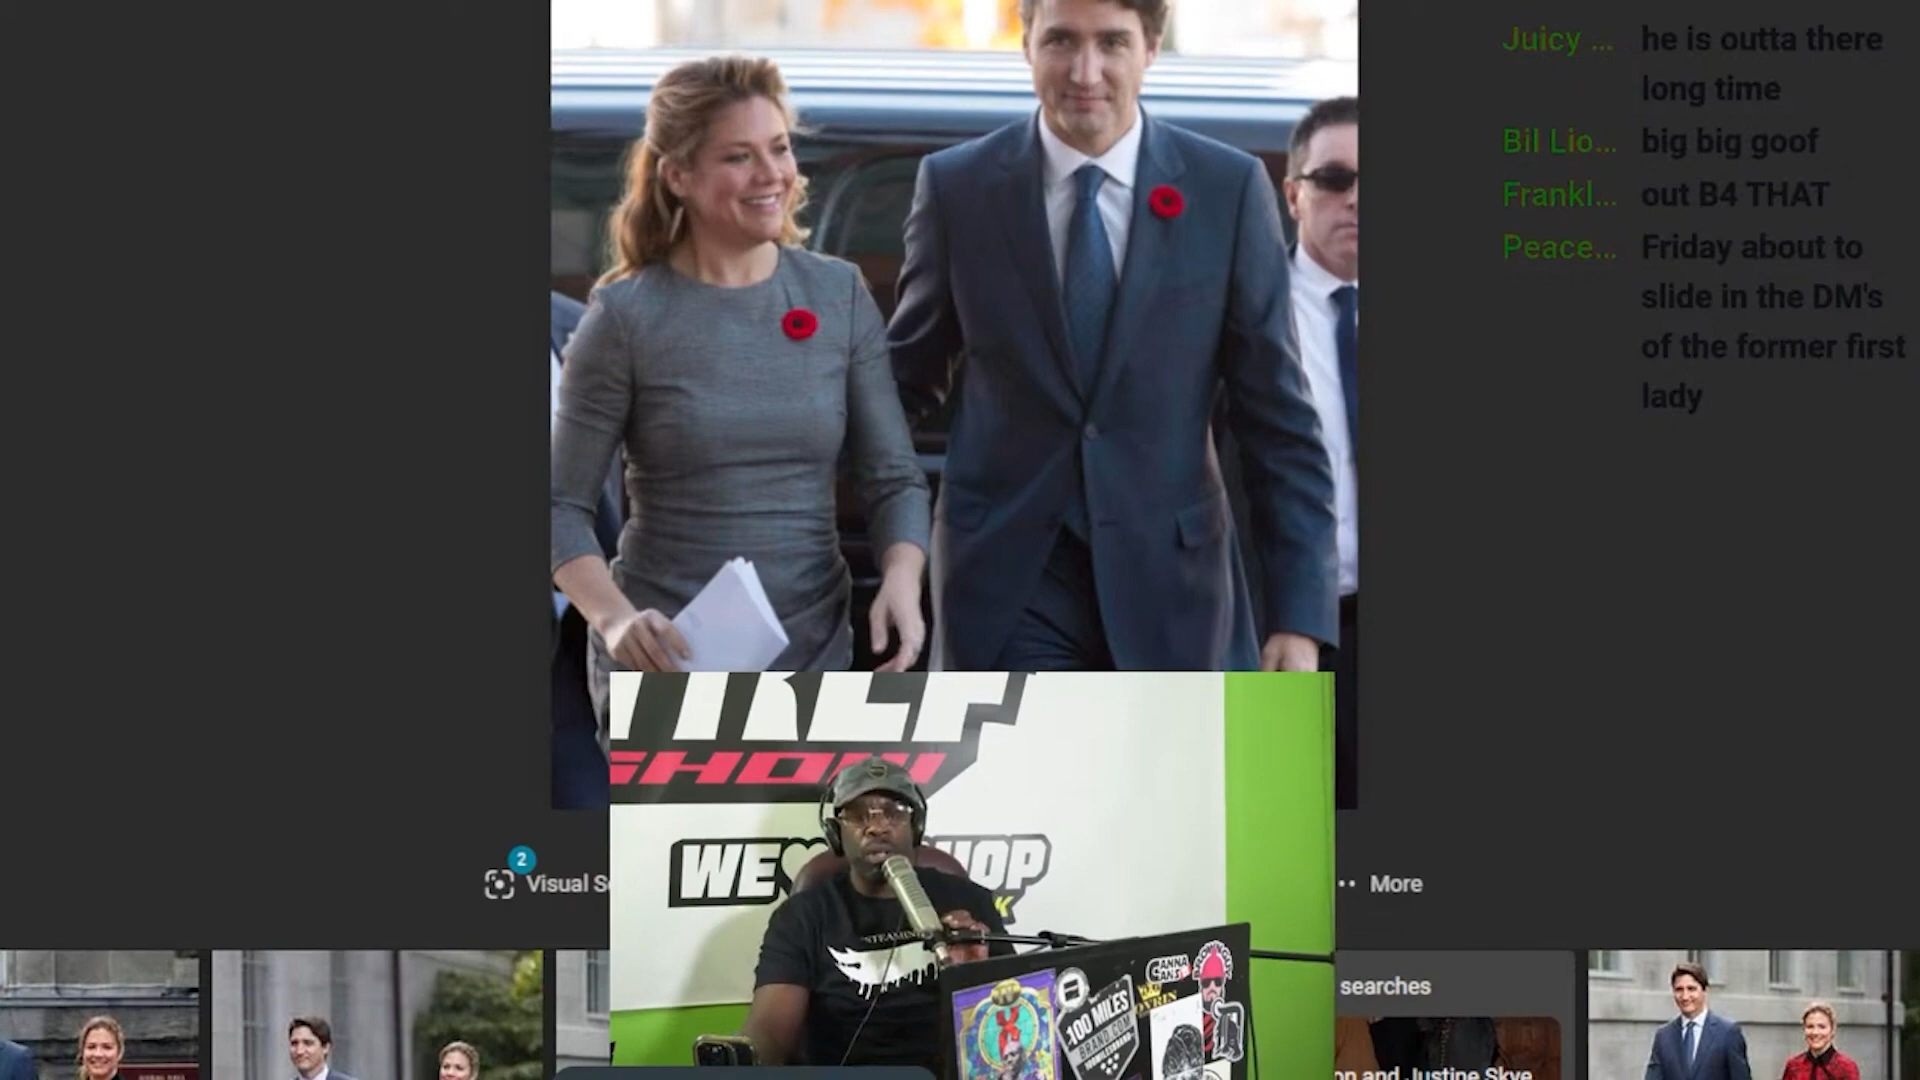 Juicy ... he is outta there
long time
Bil Lio... big big goof
Frankl... out B4 THAT
Peace... Friday about to
slide in the DM's
of the former first
lady
SHOW
WE
HOP
K
STEAMIN
2
Visual S
More
searches
CANNA
CANS
100 MILES
BRAND.COM
on and Justine Skye